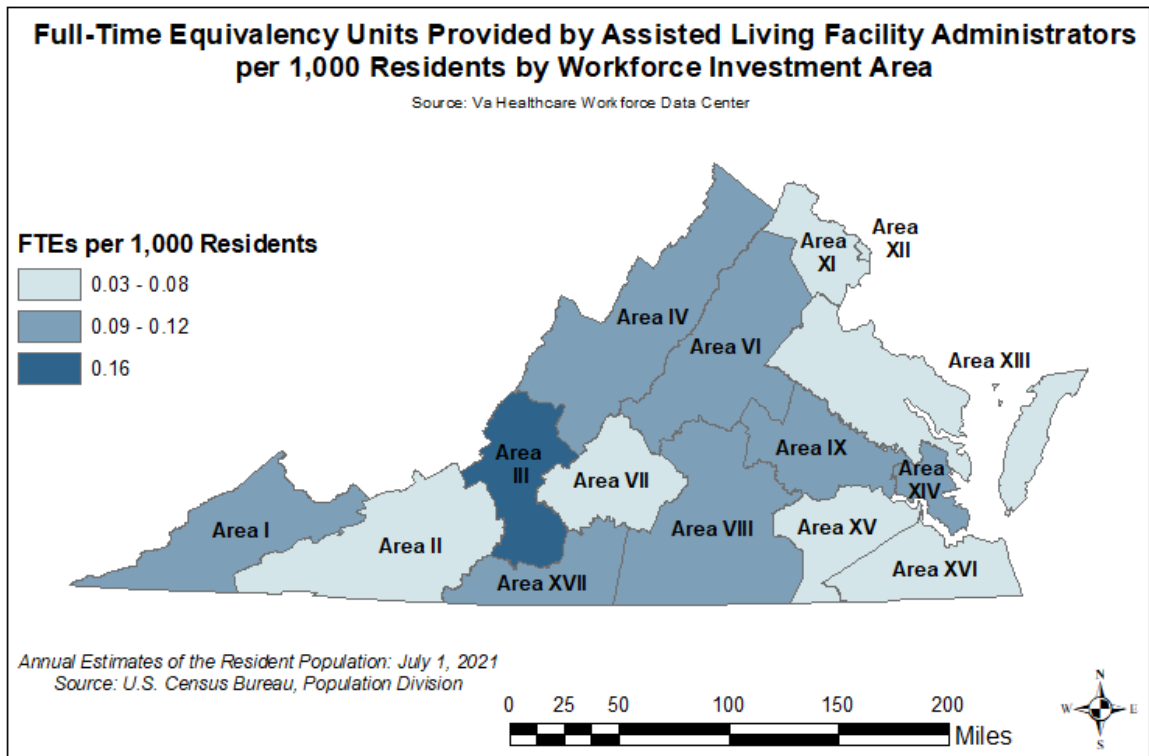 Full-Time Equivalency Units Provided by Assisted Living Facility Administrators
per 1,000 Residents by Workforce Investment Area
Source: Va Healthcare Workforce Data Center
FTEs per 1,000 Residents
0.03 - 0.08
0.09 - 0.12
0.16
Area
XII
Area
XI
Area IV
Area VI
Area XIII
Area
III
Area VII
Area IX
Area
XIV
Area I
Area II
Area VIII
Area XV
Area XVI
Area XVII
Annual Estimates of the Resident Population: July 1, 2021
Source: U.S. Census Bureau, Population Division
0 25 50 100 150 200
Miles
N
W E
S